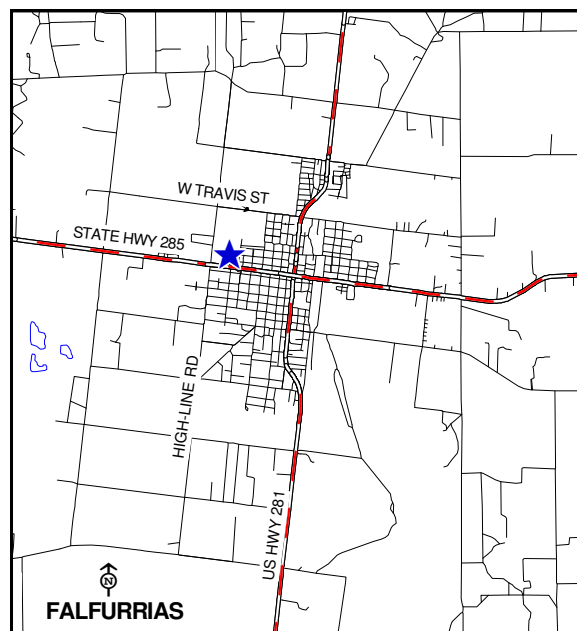 W TRAVIS ST
STATE HWY 285
HIGH-LINE RD
US HWY 281
N
FALFURRIAS